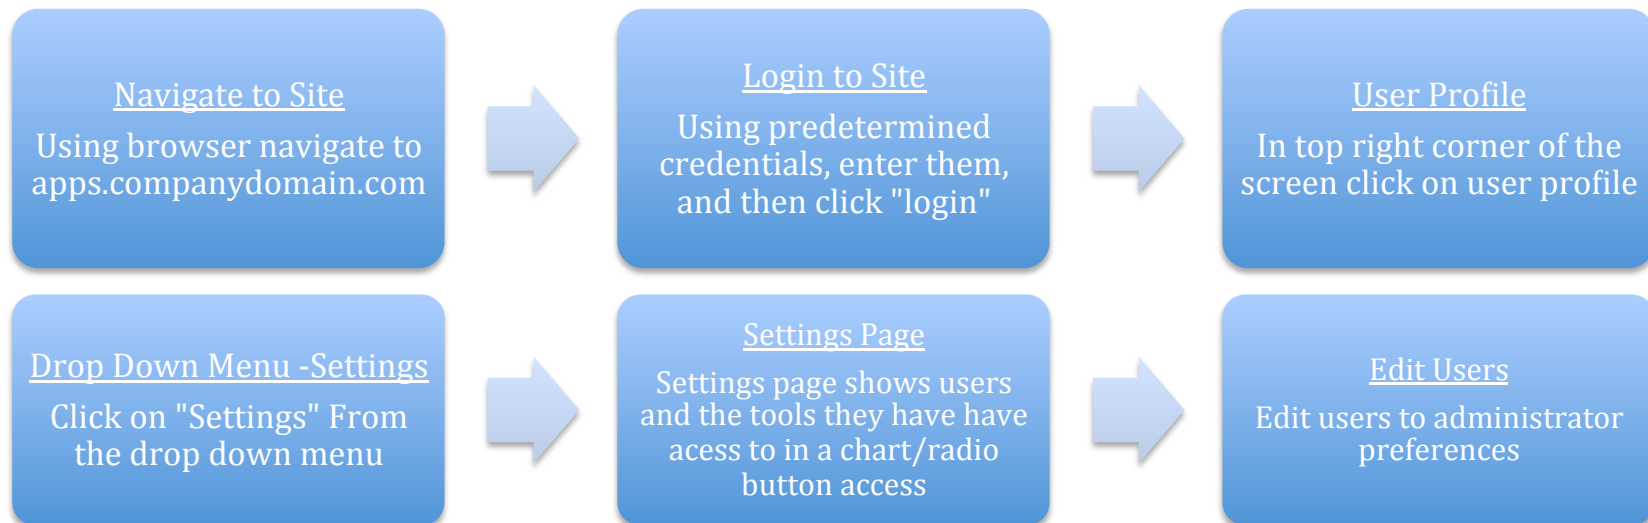 Navigate to Site
Using browser navigate to
apps.companydomain.com
Login to Site
Using predetermined
credentials, enter them,
and then click "login"
User Profile
In top right corner of the
screen click on user profile
Drop Down Menu -Settings
Click on "Settings" From
the drop down menu
Settings Page
Settings page shows users
and the tools they have have
acess to in a chart/radio
button access
Edit Users
Edit users to administrator
preferences